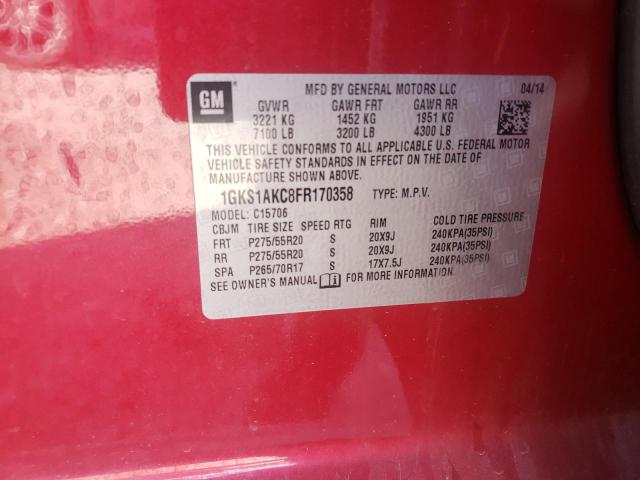 GM
MFD BY GENERAL MOTORS LLC 04/14
GVWR GAWR FRT GAWR RR
3221 KG 1452 KG 1951 KG
7100 LB 3200 LB 4300 LB
THIS VEHICLE CONFORMS TO ALL APPLICABLE U.S. FEDERAL MOTOR
VEHICLE SAFETY STANDARDS IN EFFECT ON THE DATE OF
MANUFACTURE SHOWN ABOVE.
1GKS1AKC8FR170358 TYPE: M.P.V.
MODEL: C15706
CBJM TIRE SIZE SPEED RTG RIM COLD TIRE PRESSURE
FRT P275/55R20 S 20X9J 240KPA(35PSI)
RR P275/55R20 S 20X9J 240KPA(35PSI)
SPA P265/70R17 S 17X7.5J 240KPA(35PSI)
SEE OWNER'S MANUAL FOR MORE INFORMATION